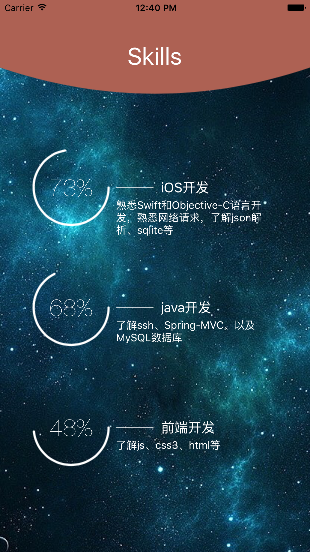 Carrier 12:40 PM
Skills
73% iOS开发
熟悉Swift和Objective-C语言开
发，熟悉网络请求，了解json解
析、sqlite等
68% java开发
了解ssh、Spring-MVC。以及
MySQL数据库
48% 前端开发
了解js、css3、html等